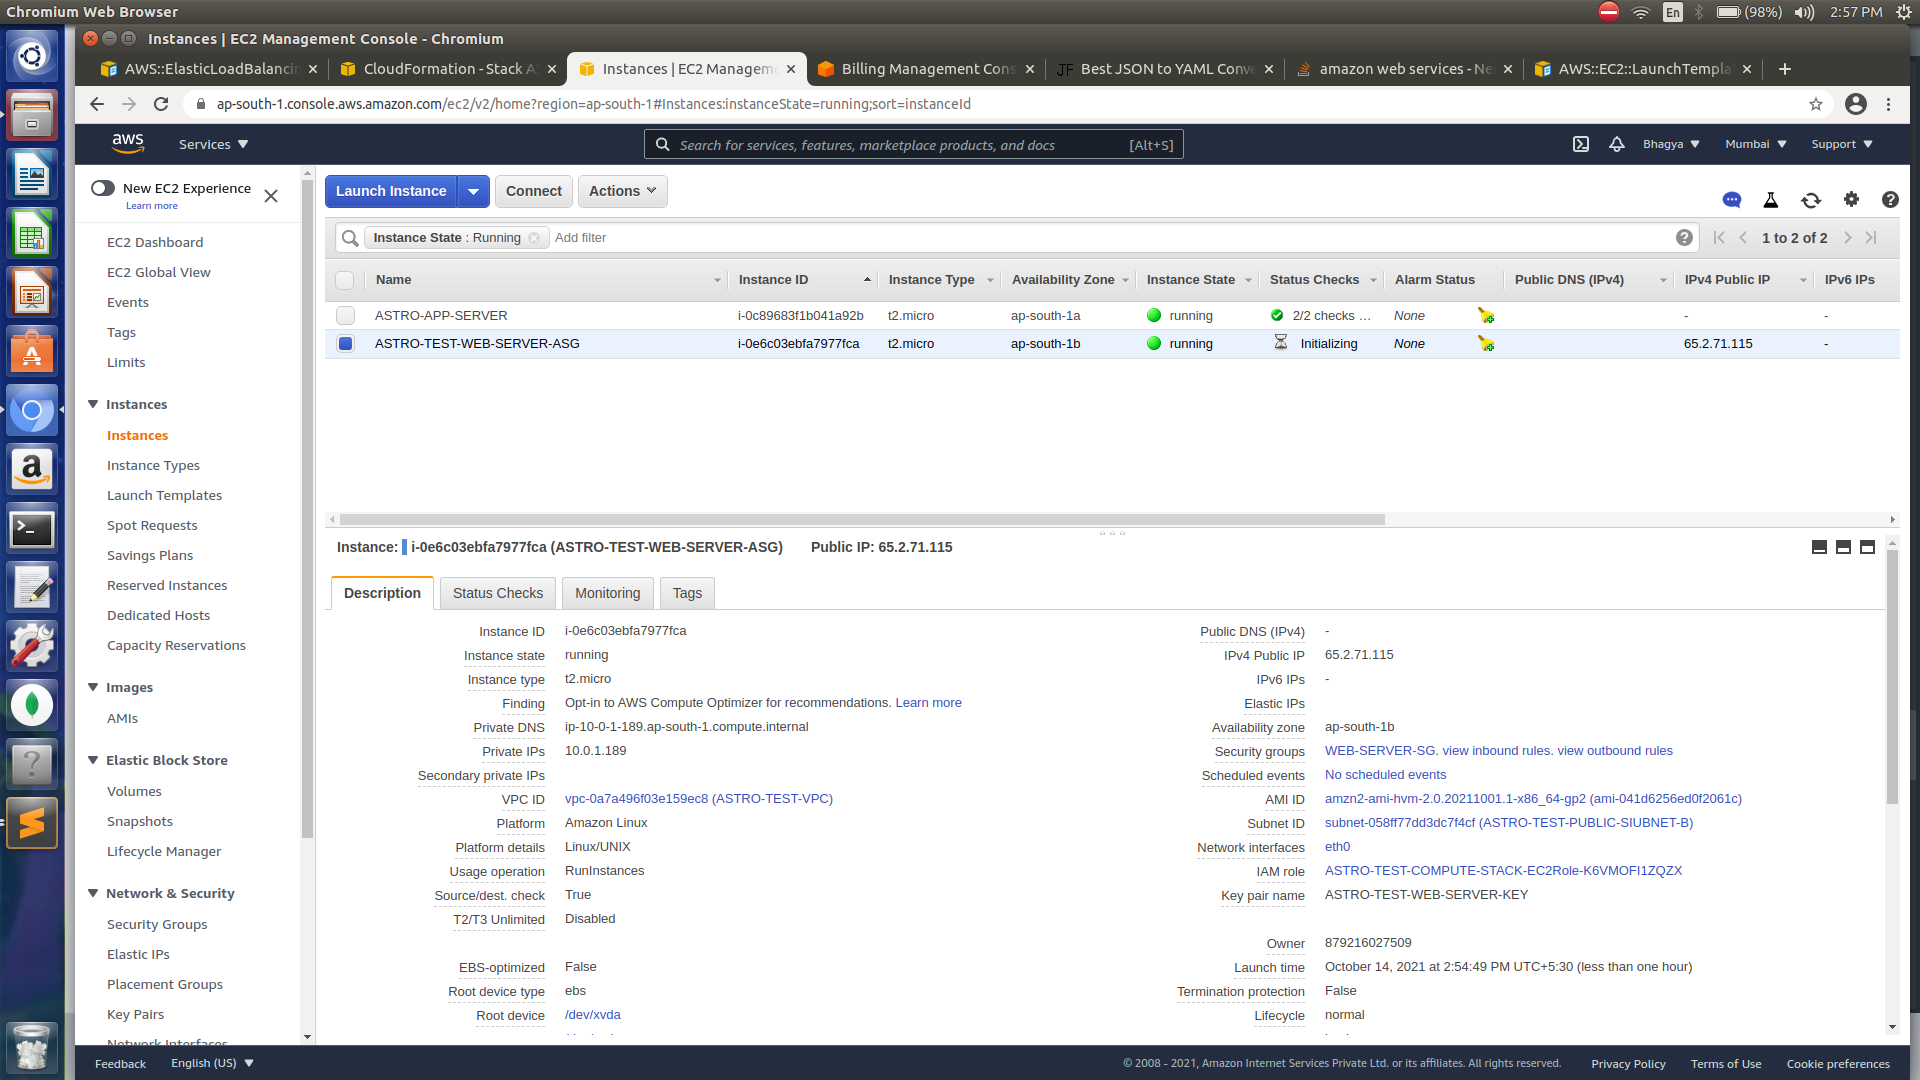 Chromium Web Browser
En
(98%)
2:57 PM
Instances | EC2 Management Console - Chromium
AWS::ElasticLoadBalancin
CloudFormation - Stack AS
Instances | EC2 Managem
Billing Management Cons
JF Best JSON to YAML Conve
amazon web services - Ne
AWS::EC2::LaunchTempla
ap-south-1.console.aws.amazon.com/ec2/v2/home?region=ap-south-1#Instances:instanceState=running;sort=instanceId
aws
Services
Search for services, features, marketplace products, and docs
[Alt+S]
Bhagya
Mumbai
Support
New EC2 Experience
Learn more
EC2 Dashboard
EC2 Global View
Events
Tags
Limits
Instances
Instances
Instance Types
Launch Templates
Spot Requests
Savings Plans
Reserved Instances
Dedicated Hosts
Capacity Reservations
Images
AMIs
Elastic Block Store
Volumes
Snapshots
Lifecycle Manager
Network & Security
Security Groups
Elastic IPs
Placement Groups
Key Pairs
Network Interfaces
Launch Instance
Connect
Actions
Instance State : Running
Add filter
1 to 2 of 2
Name Instance ID Instance Type Availability Zone Instance State Status Checks Alarm Status Public DNS (IPv4) IPv4 Public IP IPv6 IPs
ASTRO-APP-SERVER i-0c89683f1b041a92b t2.micro ap-south-1a running 2/2 checks … None - -
ASTRO-TEST-WEB-SERVER-ASG i-0e6c03ebfa7977fca t2.micro ap-south-1b running Initializing None 65.2.71.115 -
Instance: i-0e6c03ebfa7977fca (ASTRO-TEST-WEB-SERVER-ASG) Public IP: 65.2.71.115
Description Status Checks Monitoring Tags
Instance ID i-0e6c03ebfa7977fca
Instance state running
Instance type t2.micro
Finding Opt-in to AWS Compute Optimizer for recommendations. Learn more
Private DNS ip-10-0-1-189.ap-south-1.compute.internal
Private IPs 10.0.1.189
Secondary private IPs
VPC ID vpc-0a7a496f03e159ec8 (ASTRO-TEST-VPC)
Platform Amazon Linux
Platform details Linux/UNIX
Usage operation RunInstances
Source/dest. check True
T2/T3 Unlimited Disabled
EBS-optimized False
Root device type ebs
Root device /dev/xvda
Public DNS (IPv4) -
IPv4 Public IP 65.2.71.115
IPv6 IPs -
Elastic IPs
Availability zone ap-south-1b
Security groups WEB-SERVER-SG. view inbound rules. view outbound rules
Scheduled events No scheduled events
AMI ID amzn2-ami-hvm-2.0.20211001.1-x86_64-gp2 (ami-041d6256ed0f2061c)
Subnet ID subnet-058ff77dd3dc7f4cf (ASTRO-TEST-PUBLIC-SIUBNET-B)
Network interfaces eth0
IAM role ASTRO-TEST-COMPUTE-STACK-EC2Role-K6VMOFI1ZQZX
Key pair name ASTRO-TEST-WEB-SERVER-KEY
Owner 879216027509
Launch time October 14, 2021 at 2:54:49 PM UTC+5:30 (less than one hour)
Termination protection False
Lifecycle normal
Feedback
English (US)
© 2008 - 2021, Amazon Internet Services Private Ltd. or its affiliates. All rights reserved.
Privacy Policy
Terms of Use
Cookie preferences